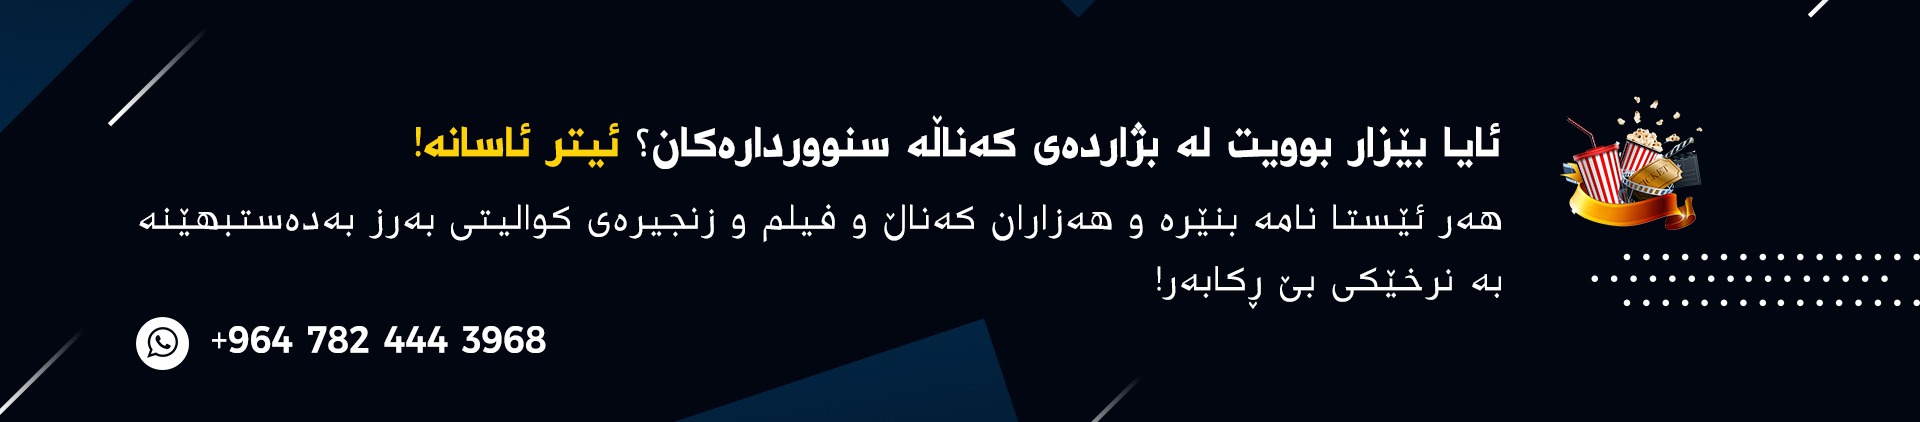 ئایا بێزار بوویت لە بژاردەی کەناڵە سنووردارەکان؟ ئیتر ئاسانە!
هەر ئێستا نامە بنێرە و هەزاران کەناڵ و فیلم و زنجیرەی کوالیتی بەرز بەدەستبهێنە
بە نرخێکی بێ ڕکابەر!
+964 782 444 3968
TICKET